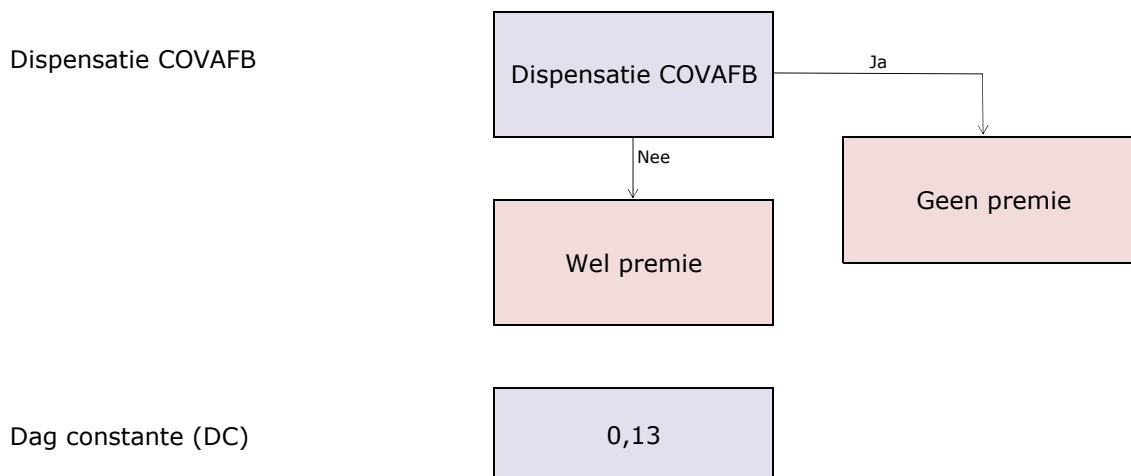 Dispensatie COVAFB
Dispensatie COVAFB
Ja
Nee
Geen premie
Wel premie
Dag constante (DC)
0,13